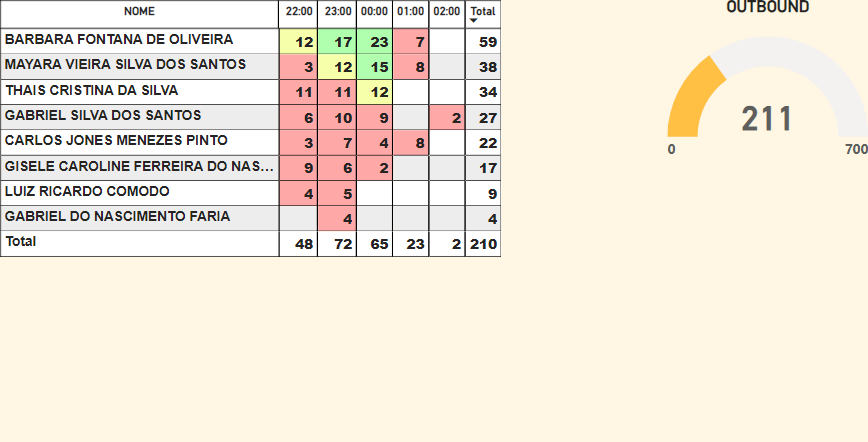 NOME 22:00 23:00 00:00 01:00 02:00 Total
BARBARA FONTANA DE OLIVEIRA 12 17 23 7 59
MAYARA VIEIRA SILVA DOS SANTOS 3 12 15 8 38
THAIS CRISTINA DA SILVA 11 11 12 34
GABRIEL SILVA DOS SANTOS 6 10 9 2 27
CARLOS JONES MENEZES PINTO 3 7 4 8 22
GISELE CAROLINE FERREIRA DO NAS... 9 6 2 17
LUIZ RICARDO COMODO 4 5 9
GABRIEL DO NASCIMENTO FARIA 4 4
Total 48 72 65 23 2 210
OUTBOUND
211
0 700